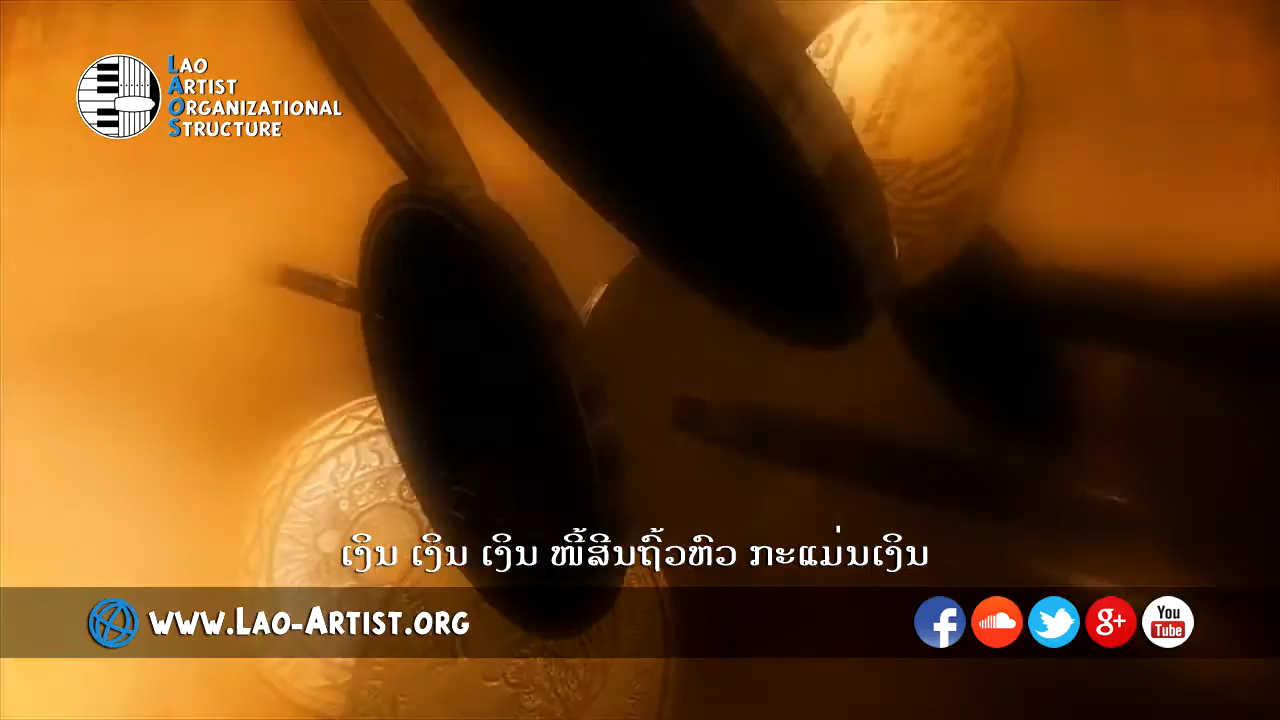 LAO
ARTIST
ORGANIZATIONAL
STRUCTURE
ເງິນ ເງິນ ເງິນ ໜີ້ສິນຖົ້ວຫົວ ກະແມ່ນເງິນ
WWW.LAO-ARTIST.ORG
f
g+
You
Tube